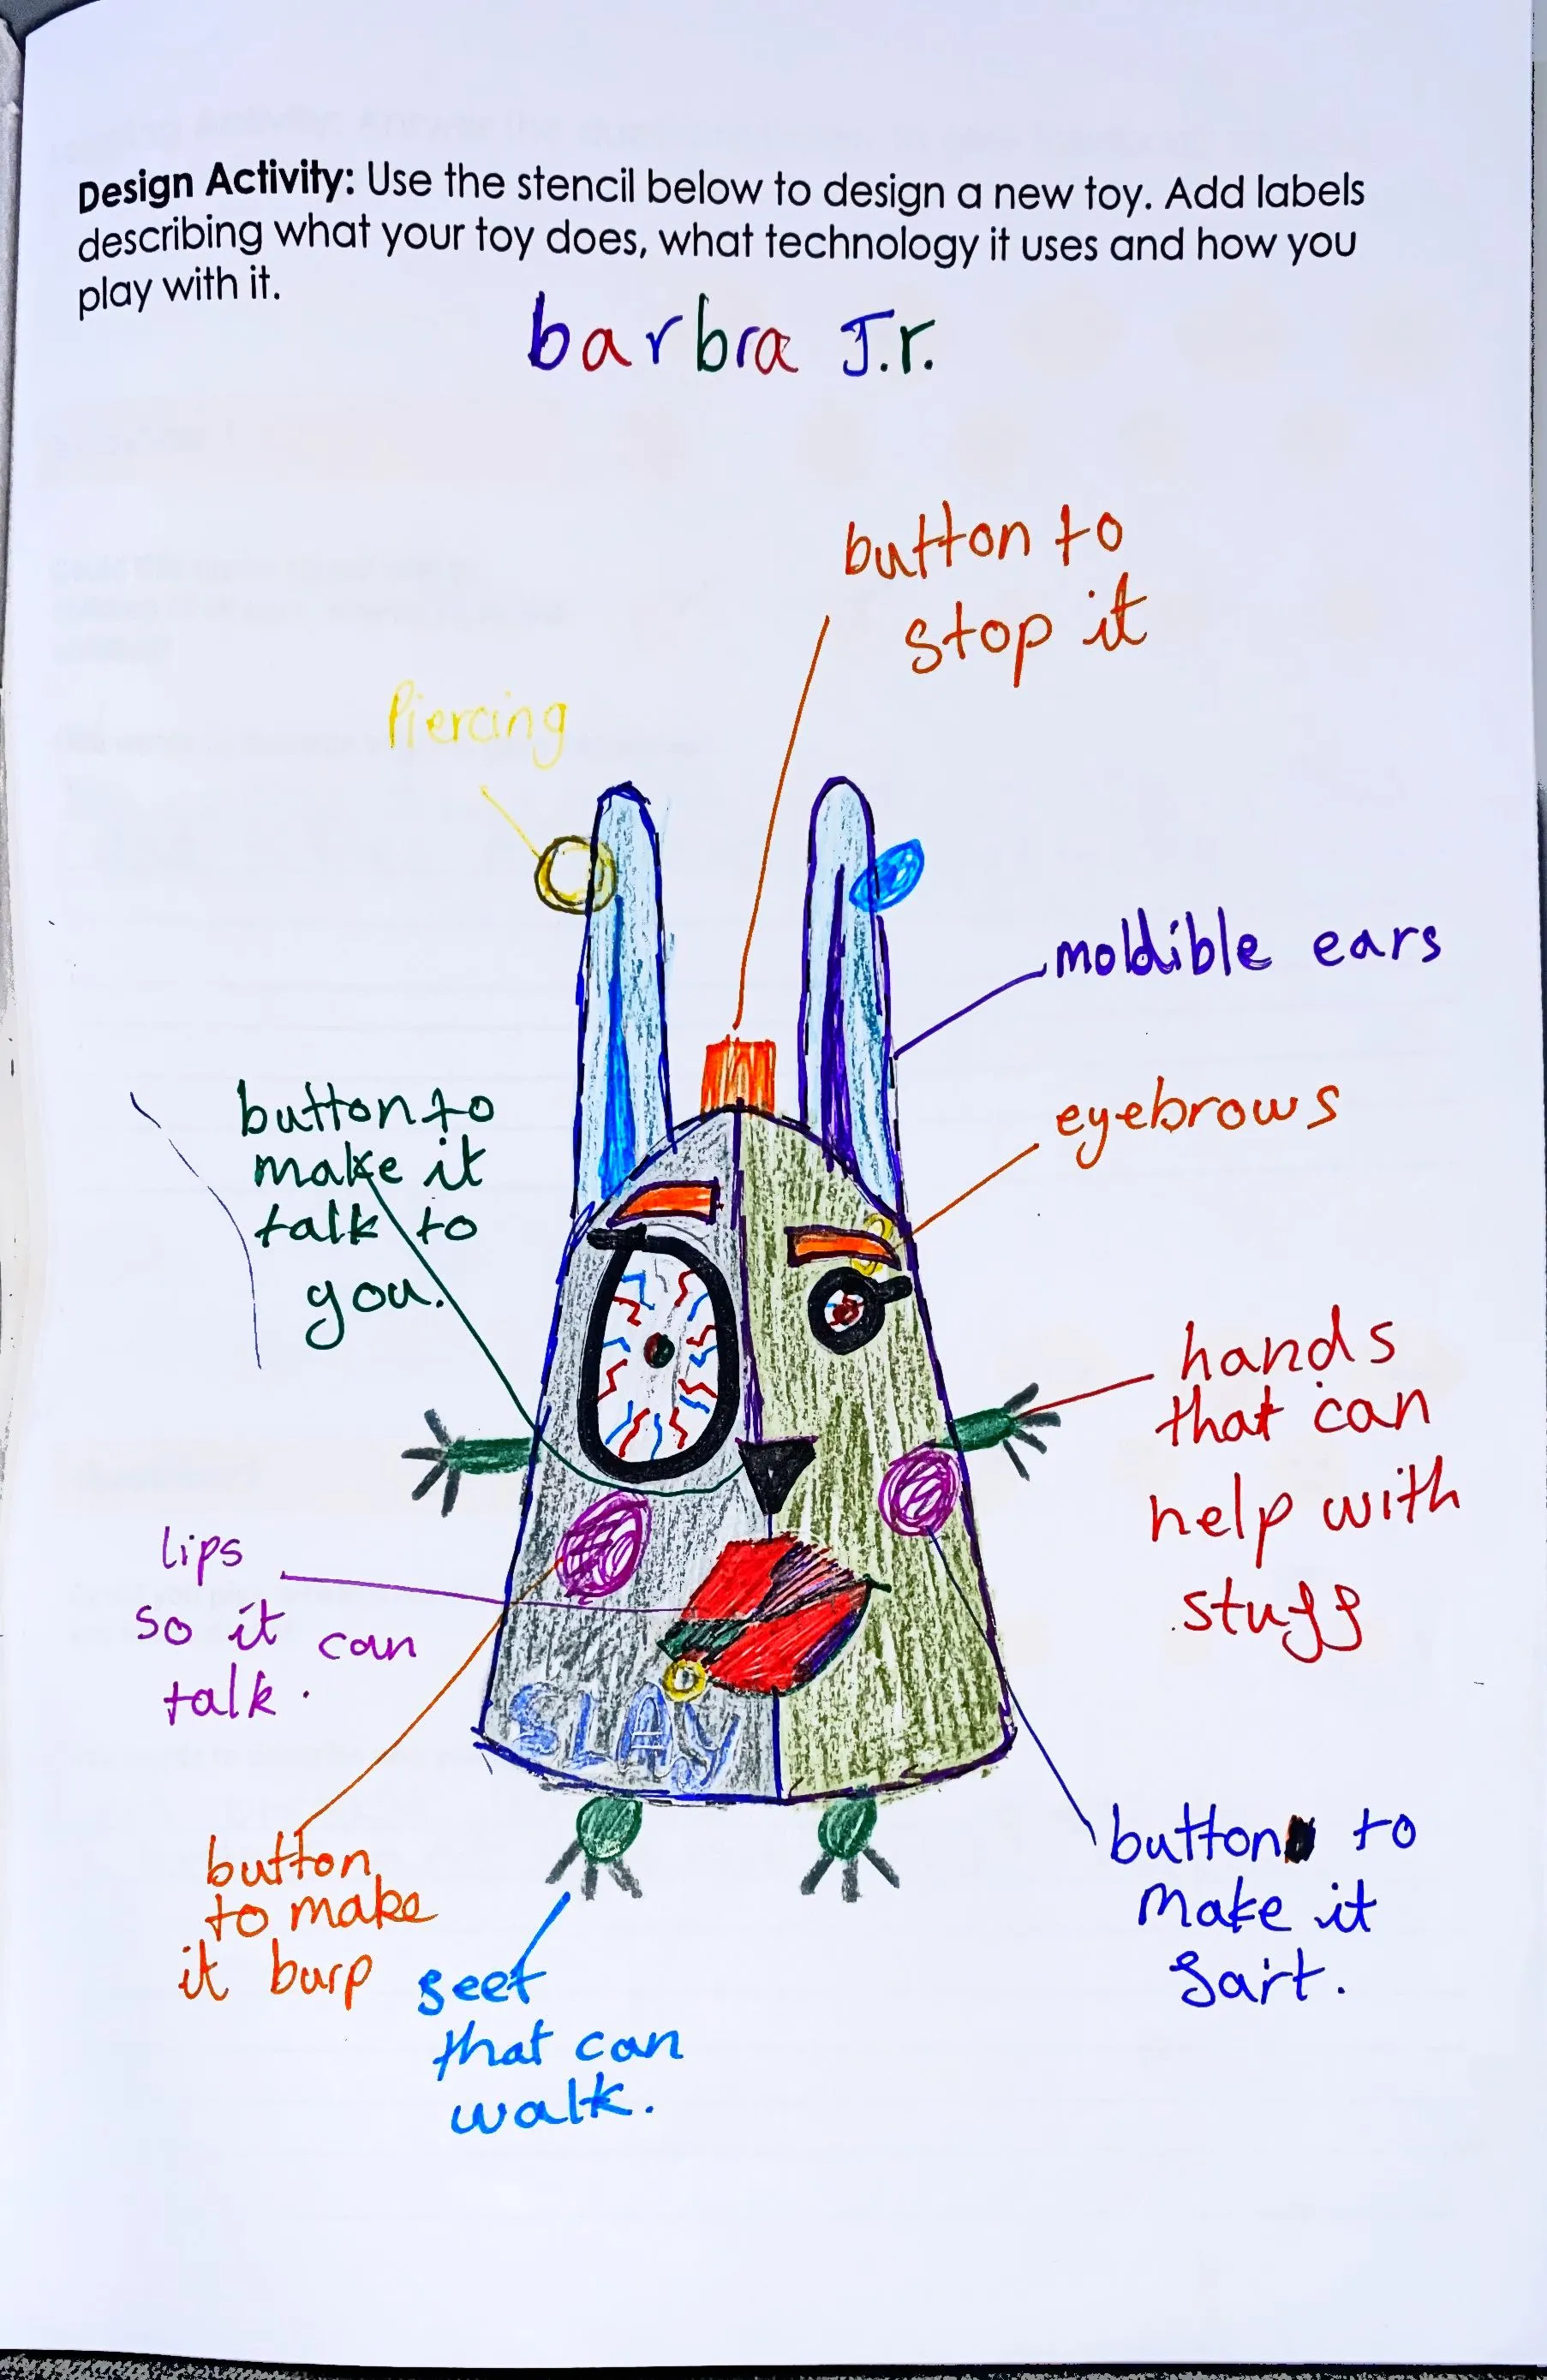 Design Activity: Use the stencil below to design a new toy. Add labels
describing what your toy does, what technology it uses and how you
play with it.
barbra J.r.
button to
stop it
Piercing
moldible ears
eyebrows
button to
make it
talk to
you.
hands
that can
help with
stuff
lips
so it can
talk.
SLAY
button
to make
it burp
button to
make it
fart.
feet
that can
walk.